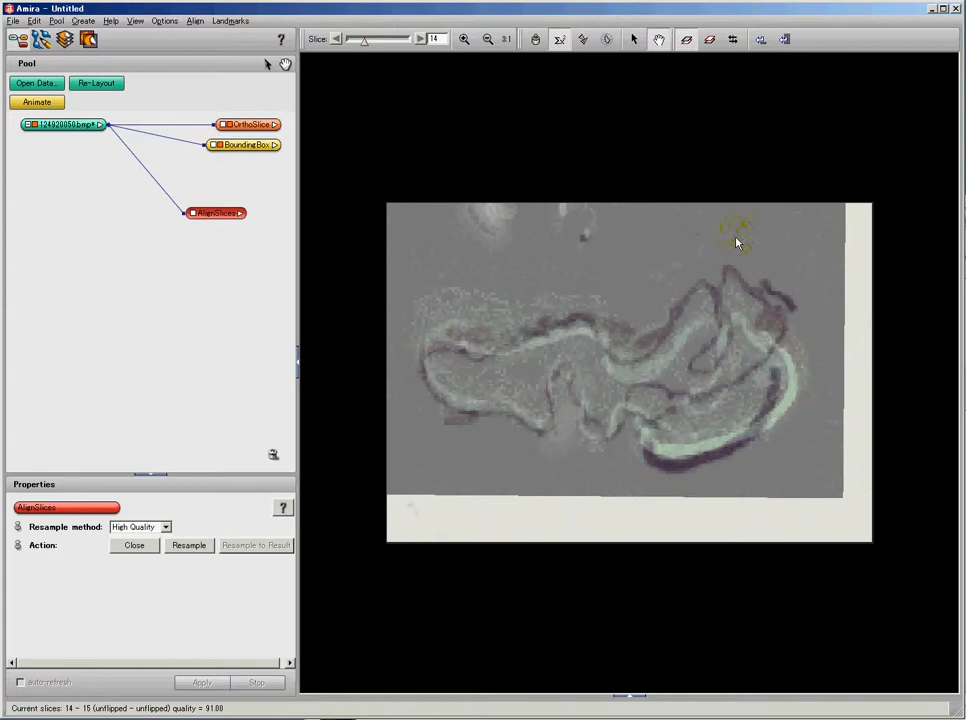 Amira - Untitled
File Edit Pool Create Help View Options Align Landmarks
? Slice: 14 1:1
Pool
Open Data... Re-Layout
Animate
124920050.bmp* OrthoSlice
BoundingBox
AlignSlices
Properties
AlignSlices ?
Resample method: High Quality
Action: Close Resample Resample to Result
auto-refresh Apply Stop
Current slices: 14 - 15 (unflipped - unflipped) quality = 91.00